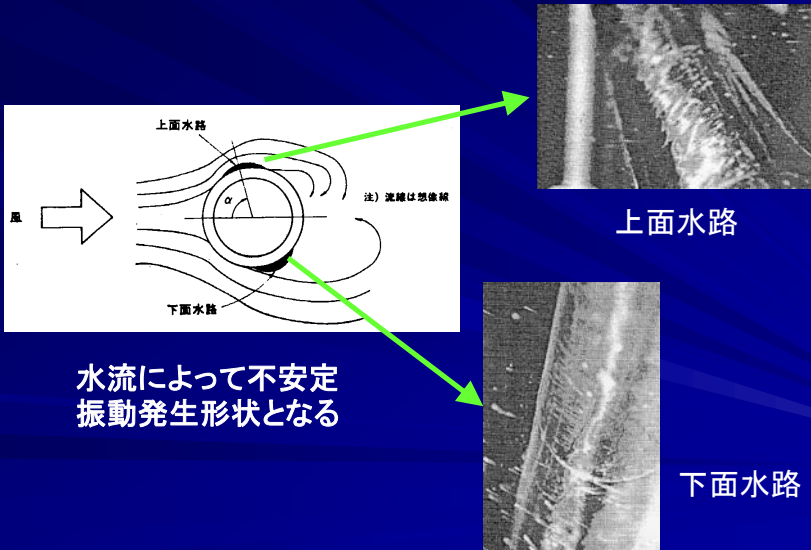 上面水路
風
α
注）流線は想像線
下面水路
水流によって不安定
振動発生形状となる
上面水路
下面水路